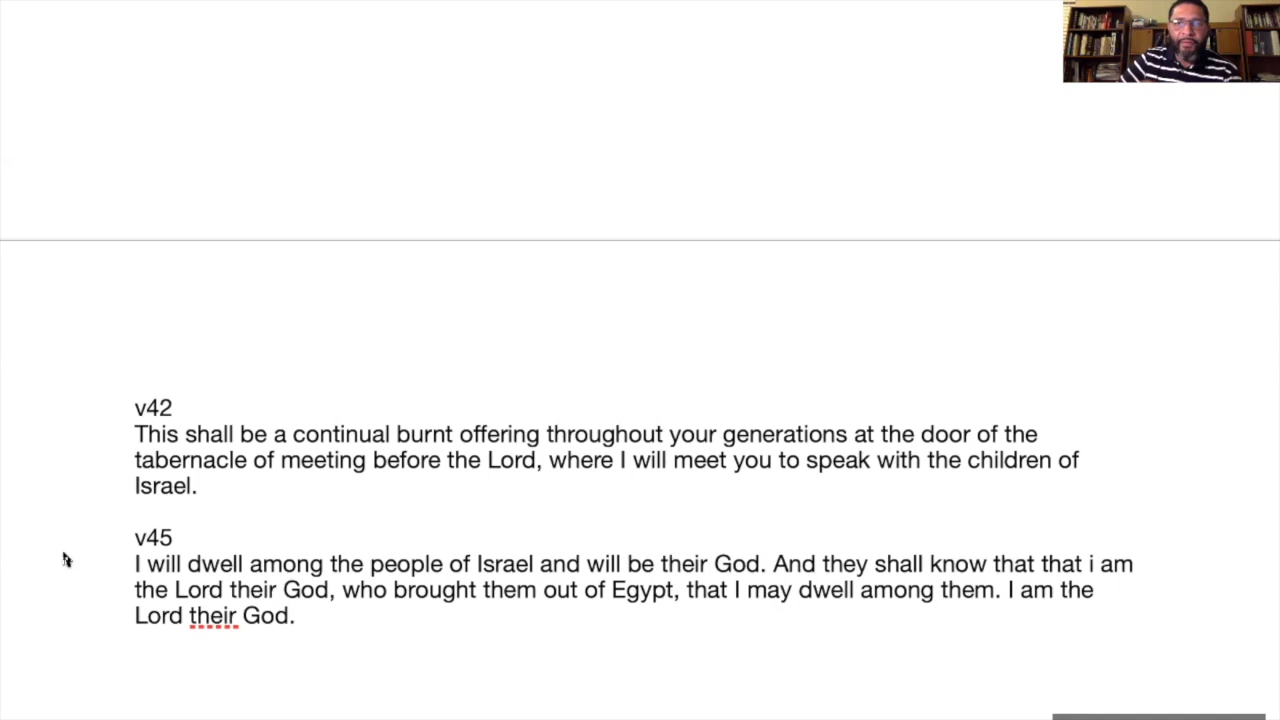 v42
This shall be a continual burnt offering throughout your generations at the door of the
tabernacle of meeting before the Lord, where I will meet you to speak with the children of
Israel.
v45
I will dwell among the people of Israel and will be their God. And they shall know that that i am
the Lord their God, who brought them out of Egypt, that I may dwell among them. I am the
Lord their God.